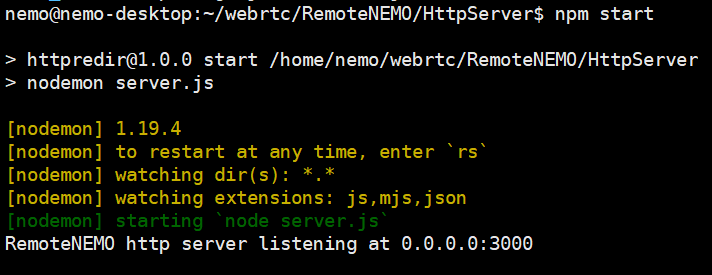 nemo@nemo-desktop:~/webrtc/RemoteNEMO/HttpServer$ npm start
> httpredir@1.0.0 start /home/nemo/webrtc/RemoteNEMO/HttpServer
> nodemon server.js
[nodemon] 1.19.4
[nodemon] to restart at any time, enter `rs`
[nodemon] watching dir(s): *.*
[nodemon] watching extensions: js,mjs,json
[nodemon] starting `node server.js`
RemoteNEMO http server listening at 0.0.0.0:3000